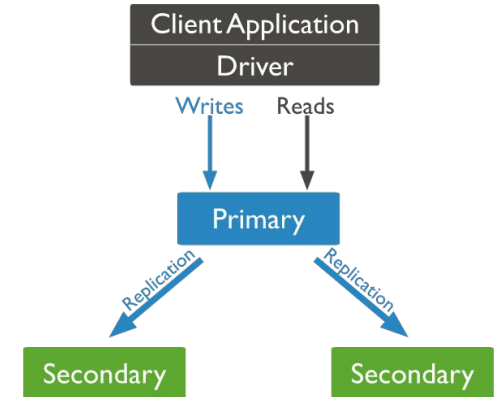 Client Application
Driver
Writes Reads
Primary
Replication Replication
Secondary Secondary